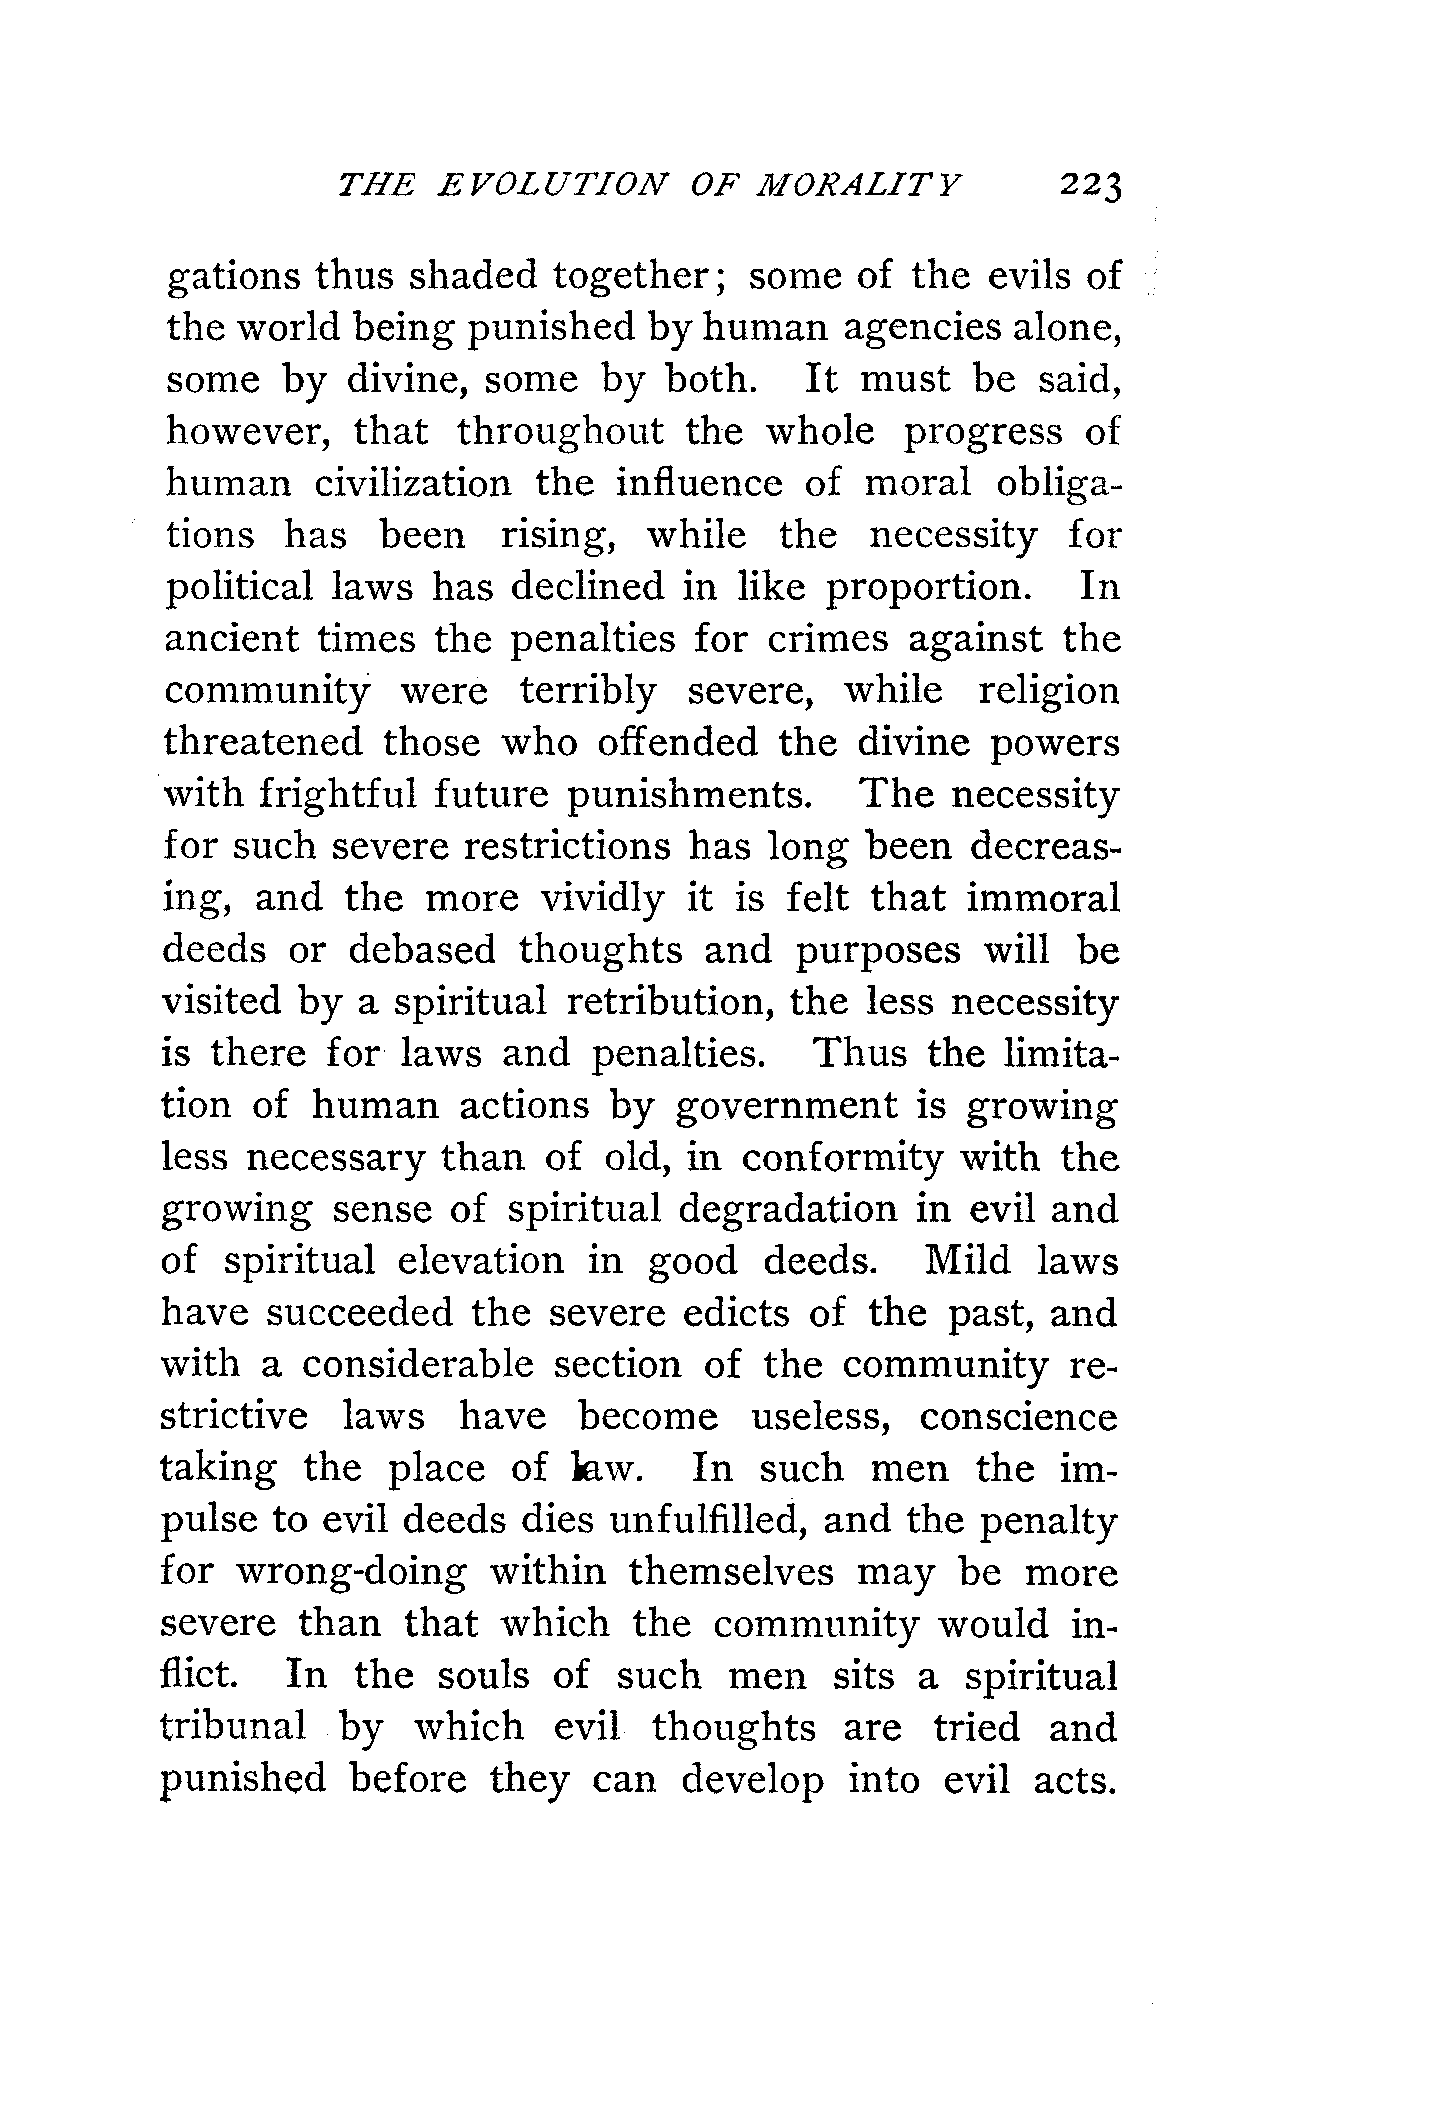 THE EVOLUTION OF MORALITY 223
gations thus shaded together; some of the evils of
the world being punished by human agencies alone,
some by divine, some by both. It must be said,
however, that throughout the whole progress of
human civilization the influence of moral obliga-
tions has been rising, while the necessity for
political laws has declined in like proportion. In
ancient times the penalties for crimes against the
community were terribly severe, while religion
threatened those who offended the divine powers
with frightful future punishments. The necessity
for such severe restrictions has long been decreas-
ing, and the more vividly it is felt that immoral
deeds or debased thoughts and purposes will be
visited by a spiritual retribution, the less necessity
is there for laws and penalties. Thus the limita-
tion of human actions by government is growing
less necessary than of old, in conformity with the
growing sense of spiritual degradation in evil and
of spiritual elevation in good deeds. Mild laws
have succeeded the severe edicts of the past, and
with a considerable section of the community re-
strictive laws have become useless, conscience
taking the place of law. In such men the im-
pulse to evil deeds dies unfulfilled, and the penalty
for wrong-doing within themselves may be more
severe than that which the community would in-
flict. In the souls of such men sits a spiritual
tribunal by which evil thoughts are tried and
punished before they can develop into evil acts.